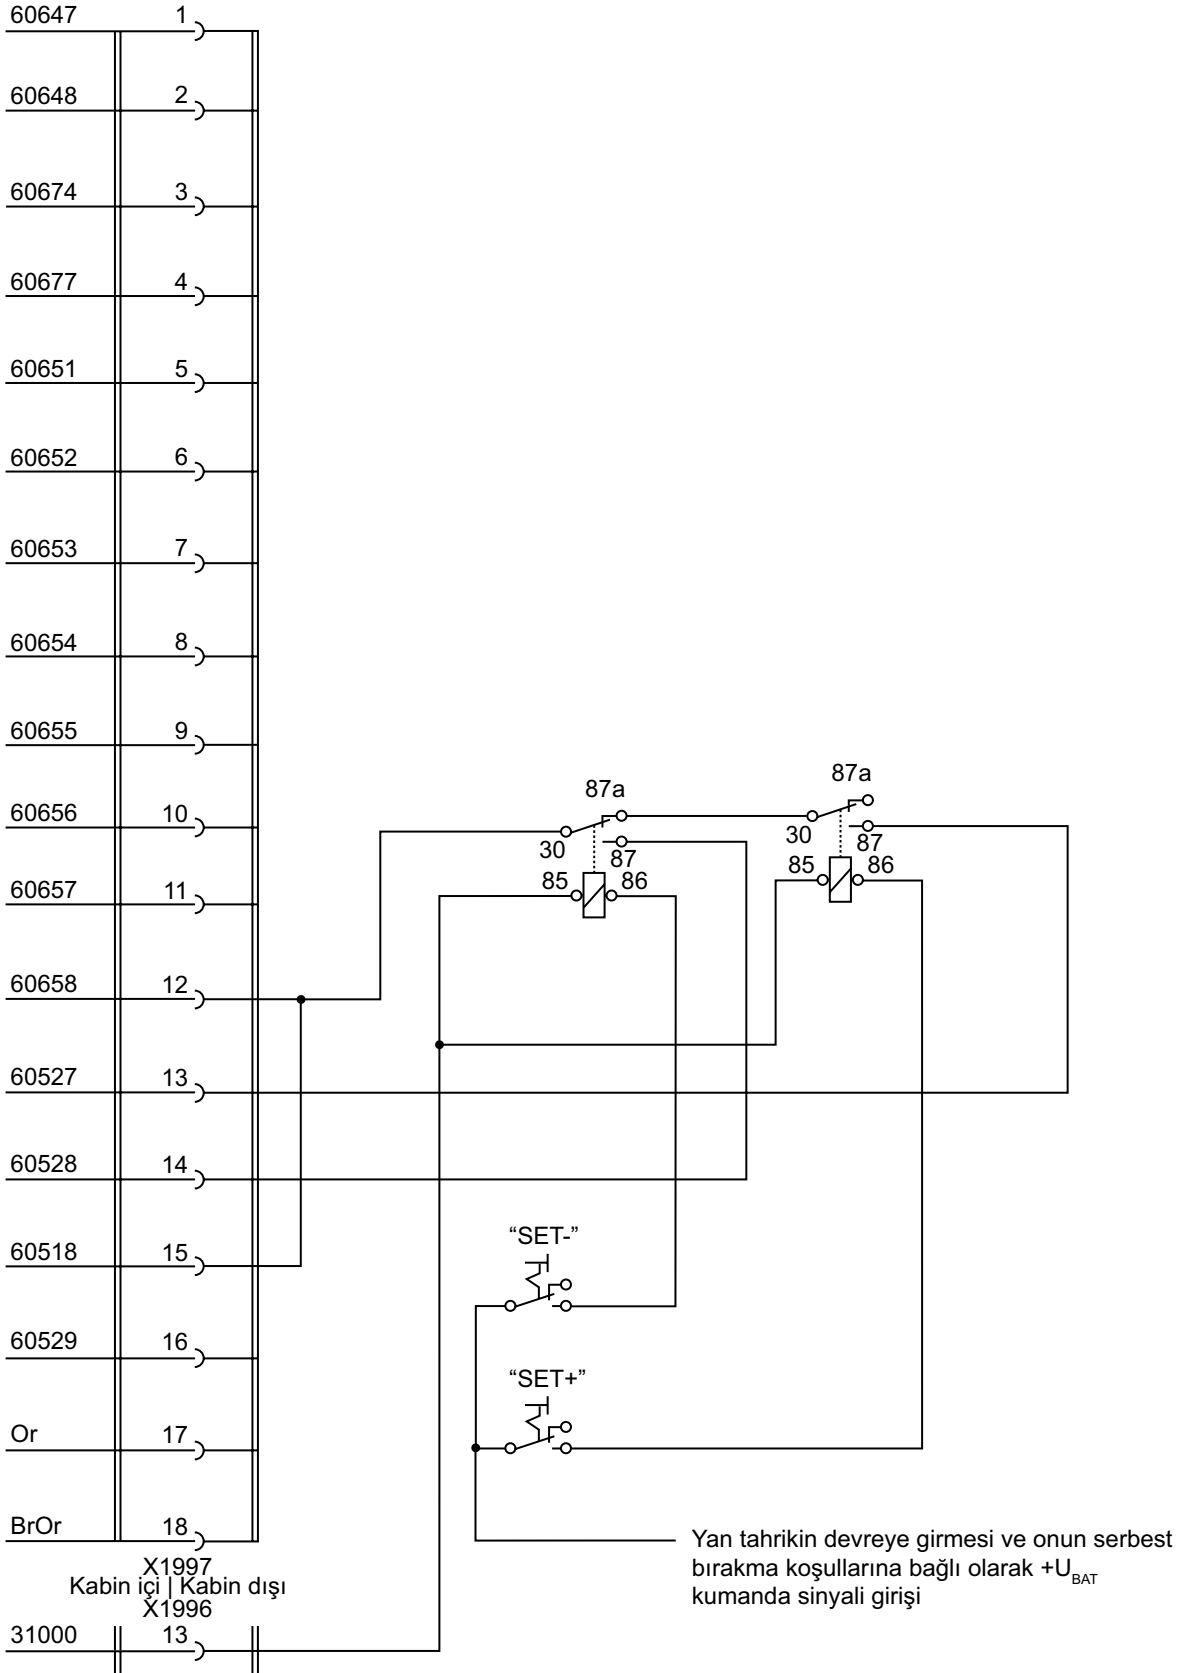 60647 1
60648 2
60674 3
60677 4
60651 5
60652 6
60653 7
60654 8
60655 9
87a
87a
60656 10
30
87
30
87
85
86
85
86
60657 11
60658 12
60527 13
60528 14
“SET-”
60518 15
60529 16
“SET+”
Or 17
BrOr 18
X1997
Kabin içi | Kabin dışı
X1996
31000 13
Yan tahrikin devreye girmesi ve onun serbest
bırakma koşullarına bağlı olarak +UBAT
kumanda sinyali girişi